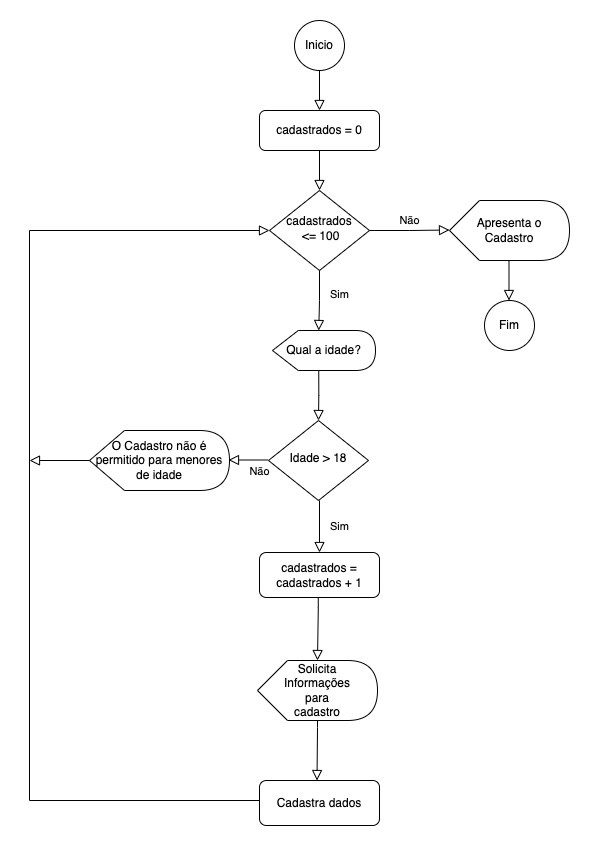 Inicio
cadastrados = 0
cadastrados
<= 100
Não
Apresenta o
Cadastro
Sim
Fim
Qual a idade?
O Cadastro não é
permitido para menores
de idade
Não
Idade > 18
Sim
cadastrados =
cadastrados + 1
Solicita
Informações
para
cadastro
Cadastra dados